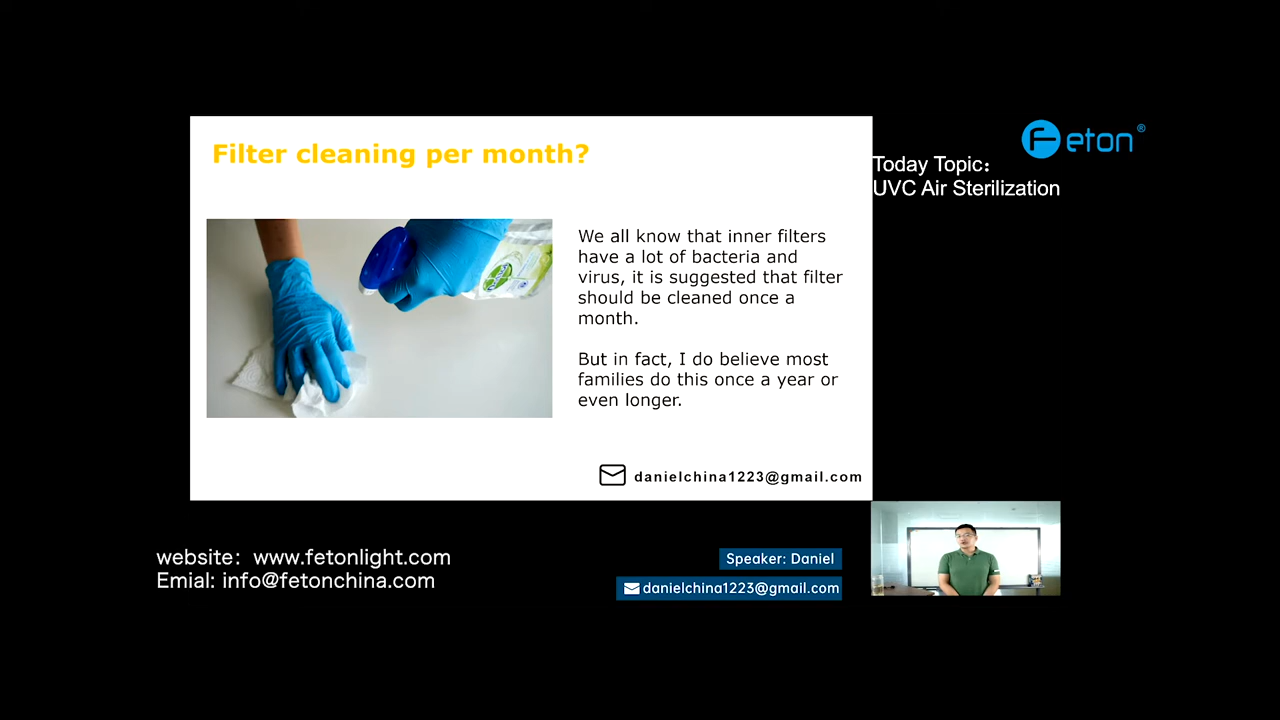 Filter cleaning per month?
We all know that inner filters
have a lot of bacteria and
virus, it is suggested that filter
should be cleaned once a
month.
But in fact, I do believe most
families do this once a year or
even longer.
danielchina1223@gmail.com
Feton®
Today Topic：
UVC Air Sterilization
website： www.fetonlight.com
Emial: info@fetonchina.com
Speaker: Daniel
danielchina1223@gmail.com